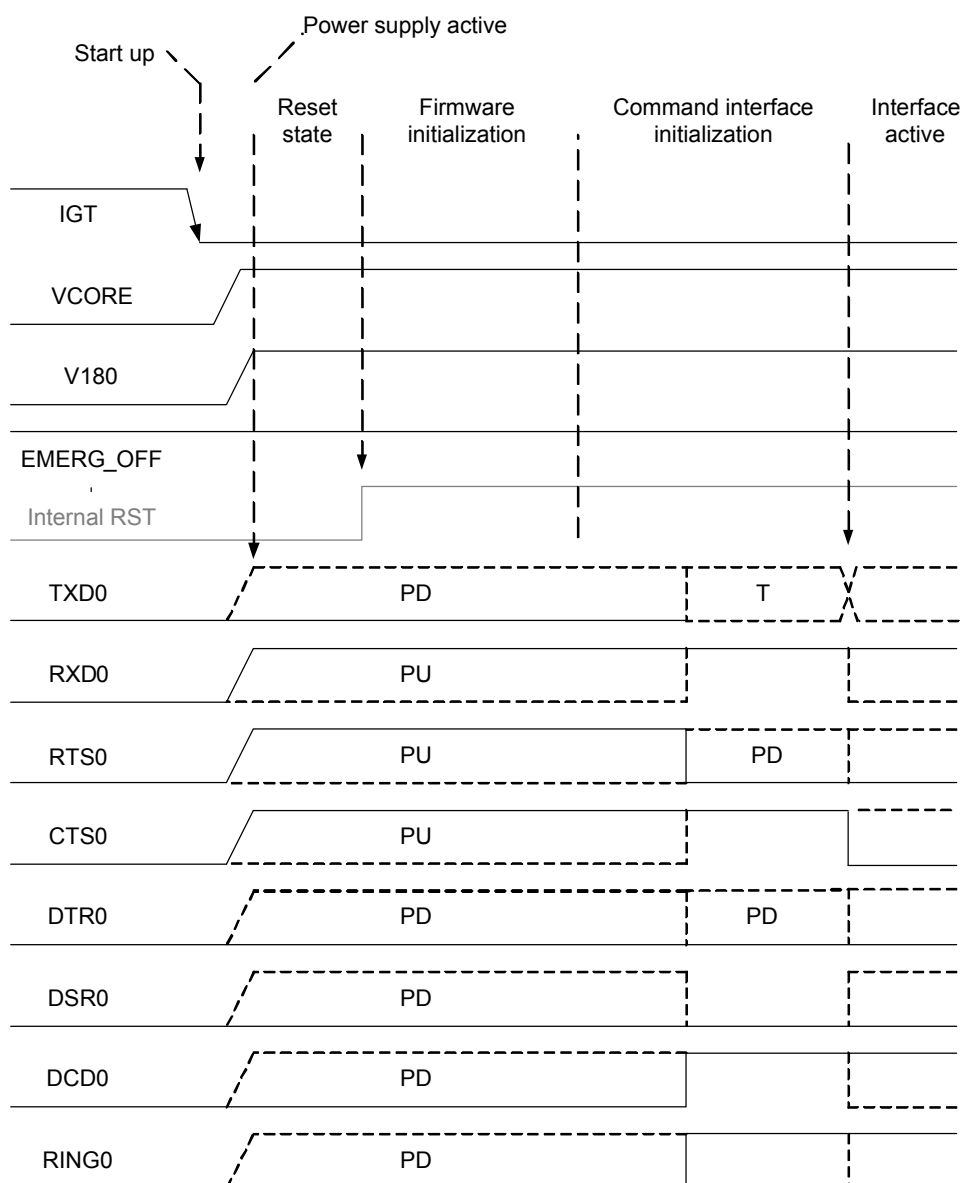 Power supply active
Start up
Reset
state
Firmware
initialization
Command interface
initialization
Interface
active
IGT
VCORE
V180
EMERG_OFF
Internal RST
TXD0 PD T
RXD0 PU
RTS0 PU PD
CTS0 PU
DTR0 PD PD
DSR0 PD
DCD0 PD
RING0 PD